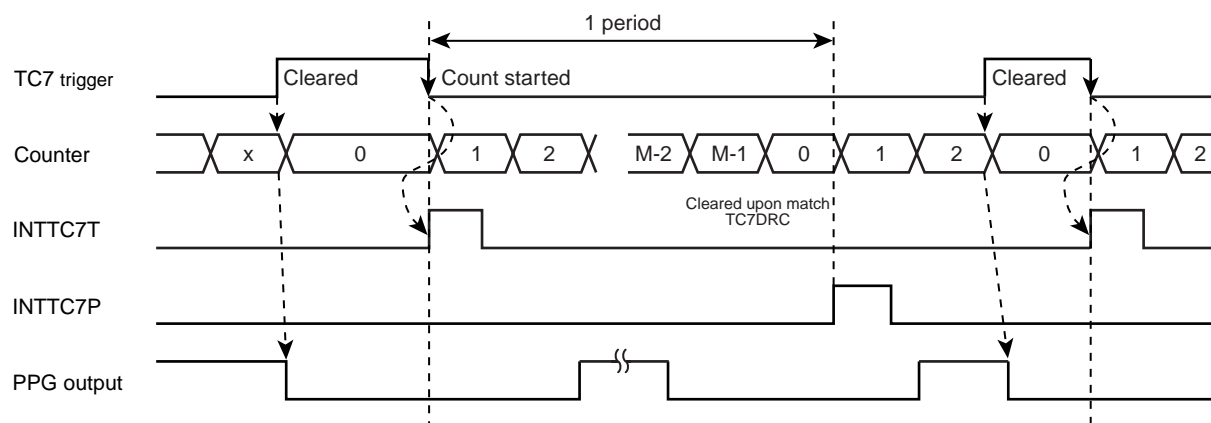 1 period
TC7 trigger
Cleared
Count started
Cleared
Counter
x
0
1
2
M-2
M-1
0
1
2
0
1
2
Cleared upon match
TC7DRC
INTTC7T
INTTC7P
PPG output